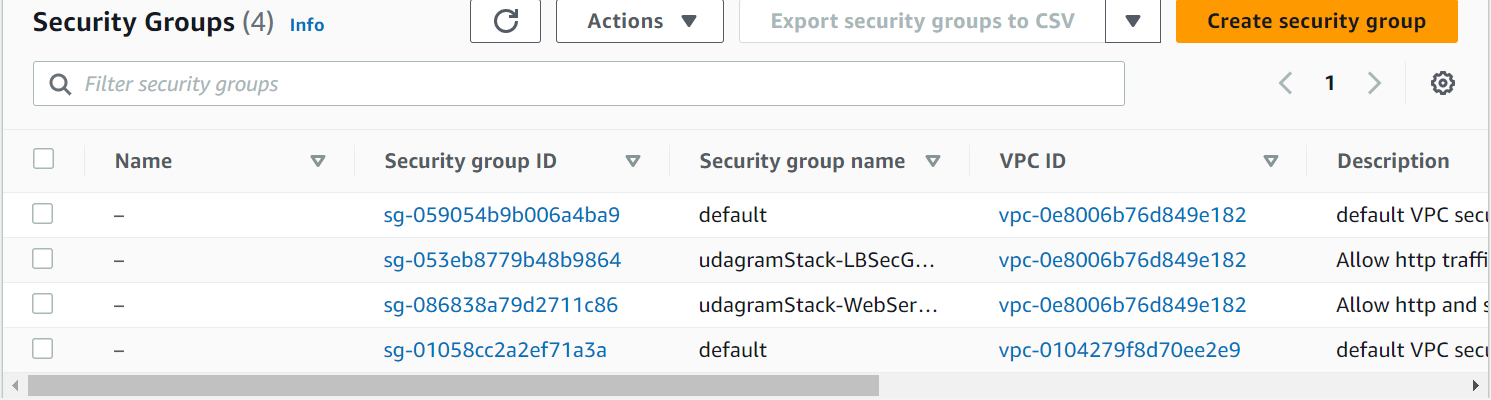 Security Groups (4) Info Actions Export security groups to CSV Create security group
Filter security groups 1
Name Security group ID Security group name VPC ID Description
– sg-059054b9b006a4ba9 default vpc-0e8006b76d849e182 default VPC secu
– sg-053eb8779b48b9864 udagramStack-LBSecG... vpc-0e8006b76d849e182 Allow http traffi
– sg-086838a79d2711c86 udagramStack-WebSer... vpc-0e8006b76d849e182 Allow http and s
– sg-01058cc2a2ef71a3a default vpc-0104279f8d70ee2e9 default VPC secu